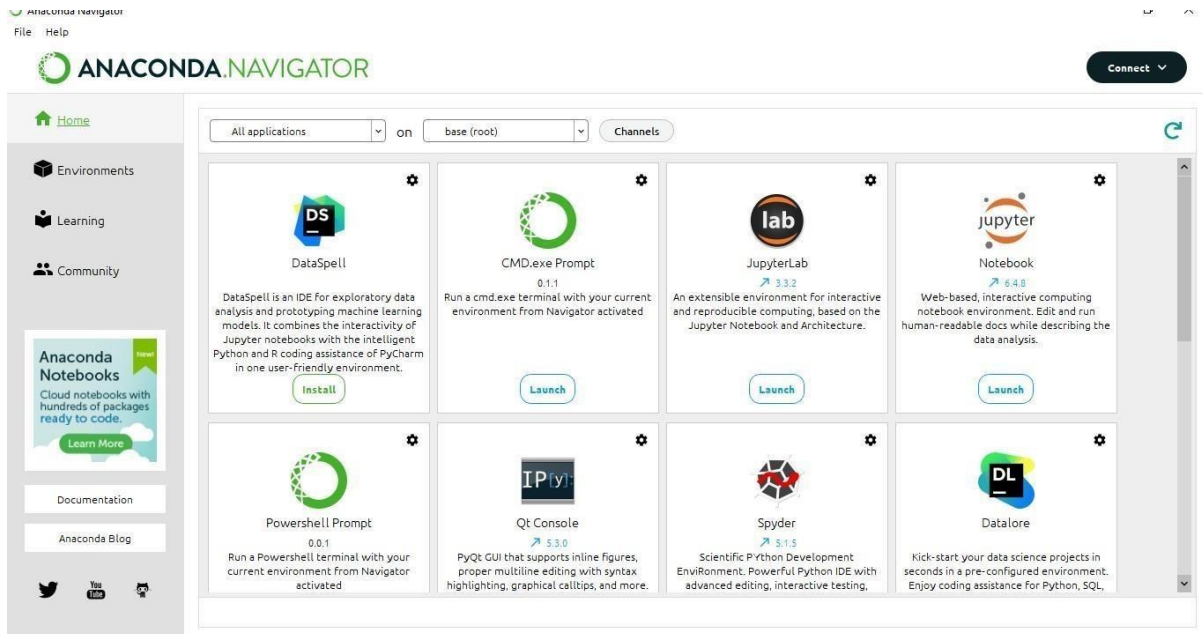 Anaconda Navigator
File Help
ANACONDA.NAVIGATOR
Connect
Home
Environments
Learning
Community
Anaconda
Notebooks
New!
Cloud notebooks with
hundreds of packages
ready to code.
Learn More
Documentation
Anaconda Blog
You
Tube
All applications on base (root) Channels
DS
DataSpell
DataSpell is an IDE for exploratory data
analysis and prototyping machine learning
models. It combines the interactivity of
Jupyter notebooks with the intelligent
Python and R coding assistance of PyCharm
in one user-friendly environment.
Install
CMD.exe Prompt
0.1.1
Run a cmd.exe terminal with your current
environment from Navigator activated
Launch
lab
JupyterLab
3.3.2
An extensible environment for interactive
and reproducible computing, based on the
Jupyter Notebook and Architecture.
Launch
jupyter
Notebook
6.4.8
Web-based, interactive computing
notebook environment. Edit and run
human-readable docs while describing the
data analysis.
Launch
Powershell Prompt
0.0.1
Run a Powershell terminal with your
current environment from Navigator
activated
IP[y]:
Qt Console
5.3.0
PyQt GUI that supports inline figures,
proper multiline editing with syntax
highlighting, graphical calltips, and more.
Spyder
5.1.5
Scientific PYthon Development
EnviRonment. Powerful Python IDE with
advanced editing, interactive testing,
DL
Datalore
Kick-start your data science projects in
seconds in a pre-configured environment.
Enjoy coding assistance for Python, SQL,